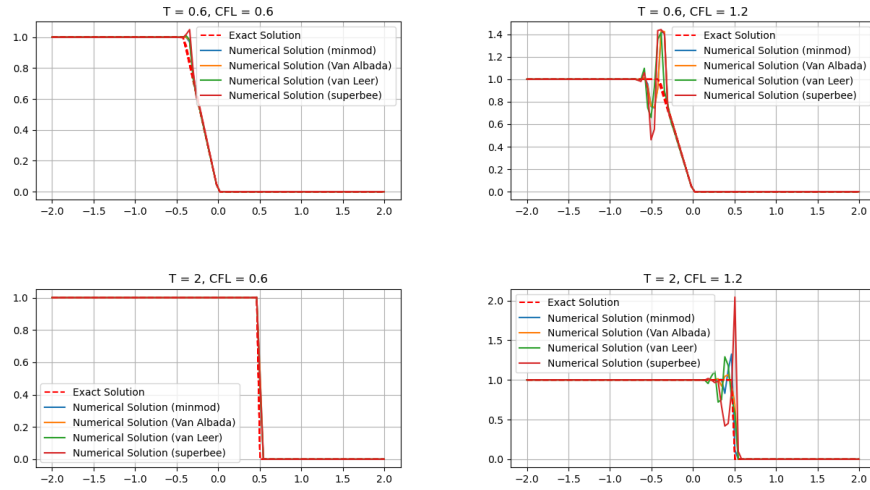 T = 0.6, CFL = 0.6
1.0
0.8
0.6
0.4
0.2
0.0
Exact Solution
Numerical Solution (minmod)
Numerical Solution (Van Albada)
Numerical Solution (van Leer)
Numerical Solution (superbee)
−2.0 −1.5 −1.0 −0.5 0.0 0.5 1.0 1.5 2.0
T = 0.6, CFL = 1.2
1.4
1.2
1.0
0.8
0.6
0.4
0.2
0.0
Exact Solution
Numerical Solution (minmod)
Numerical Solution (Van Albada)
Numerical Solution (van Leer)
Numerical Solution (superbee)
−2.0 −1.5 −1.0 −0.5 0.0 0.5 1.0 1.5 2.0
T = 2, CFL = 0.6
1.0
0.8
0.6
0.4
0.2
0.0
Exact Solution
Numerical Solution (minmod)
Numerical Solution (Van Albada)
Numerical Solution (van Leer)
Numerical Solution (superbee)
−2.0 −1.5 −1.0 −0.5 0.0 0.5 1.0 1.5 2.0
T = 2, CFL = 1.2
2.0
1.5
1.0
0.5
0.0
Exact Solution
Numerical Solution (minmod)
Numerical Solution (Van Albada)
Numerical Solution (van Leer)
Numerical Solution (superbee)
−2.0 −1.5 −1.0 −0.5 0.0 0.5 1.0 1.5 2.0